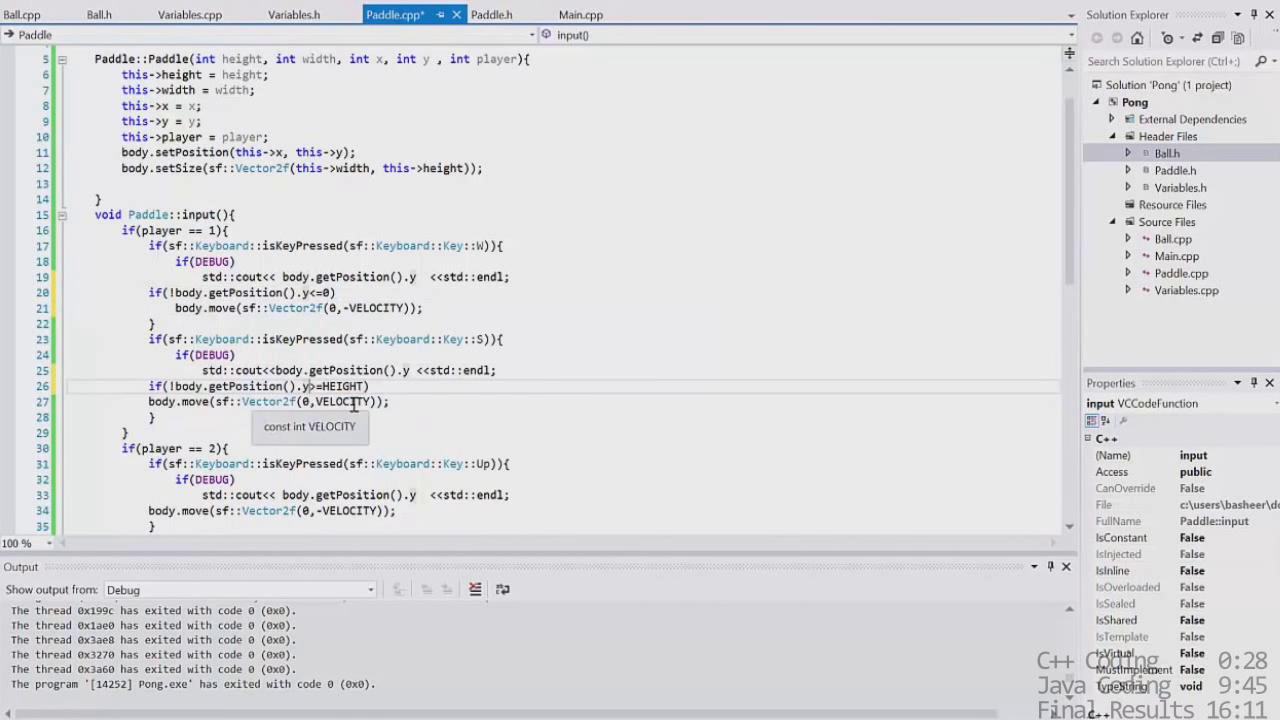 Ball.cpp Ball.h Variables.cpp Variables.h Paddle.cpp* Paddle.h Main.cpp
Paddle input()
5 Paddle::Paddle(int height, int width, int x, int y , int player){
6 this->height = height;
7 this->width = width;
8 this->x = x;
9 this->y = y;
10 this->player = player;
11 body.setPosition(this->x, this->y);
12 body.setSize(sf::Vector2f(this->width, this->height));
13
14 }
15 void Paddle::input(){
16 if(player == 1){
17 if(sf::Keyboard::isKeyPressed(sf::Keyboard::Key::W)){
18 if(DEBUG)
19 std::cout<< body.getPosition().y  <<std::endl;
20 if(!body.getPosition().y<=0)
21 body.move(sf::Vector2f(0,-VELOCITY));
22 }
23 if(sf::Keyboard::isKeyPressed(sf::Keyboard::Key::S)){
24 if(DEBUG)
25 std::cout<<body.getPosition().y <<std::endl;
26 if(!body.getPosition().y>=HEIGHT)
27 body.move(sf::Vector2f(0,VELOCITY));
28 }
const int VELOCITY
29 }
30 if(player == 2){
31 if(sf::Keyboard::isKeyPressed(sf::Keyboard::Key::Up)){
32 if(DEBUG)
33 std::cout<< body.getPosition().y  <<std::endl;
34 body.move(sf::Vector2f(0,-VELOCITY));
35 }
100 %
Output
Show output from: Debug
The thread 0x199c has exited with code 0 (0x0).
The thread 0x1ae0 has exited with code 0 (0x0).
The thread 0x3ae8 has exited with code 0 (0x0).
The thread 0x3270 has exited with code 0 (0x0).
The thread 0x3a60 has exited with code 0 (0x0).
The program '[14252] Pong.exe' has exited with code 0 (0x0).
Solution Explorer
Search Solution Explorer (Ctrl+;)
Solution 'Pong' (1 project)
Pong
External Dependencies
Header Files
Ball.h
Paddle.h
Variables.h
Resource Files
Source Files
Ball.cpp
Main.cpp
Paddle.cpp
Variables.cpp
Properties
input VCCodeFunction
C++
(Name) input
Access public
CanOverride False
File c:\users\basheer\do
FullName Paddle::input
IsConstant False
IsInjected False
IsInline False
IsOverloaded False
IsSealed False
IsShared False
IsTemplate False
IsVirtual False
MustImplement False
TypeString void
C++
C++ Coding 0:28
Java Coding 9:45
Final Results 16:11